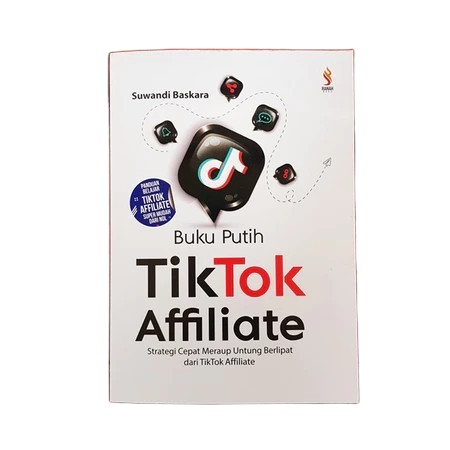 Suwandi Baskara
PANDUAN
BELAJAR
TIKTOK
AFFILIATE
SUPER MUDAH
DARI NOL
Buku Putih
TikTok
Affiliate
Strategi Cepat Meraup Untung Berlipat
dari TikTok Affiliate